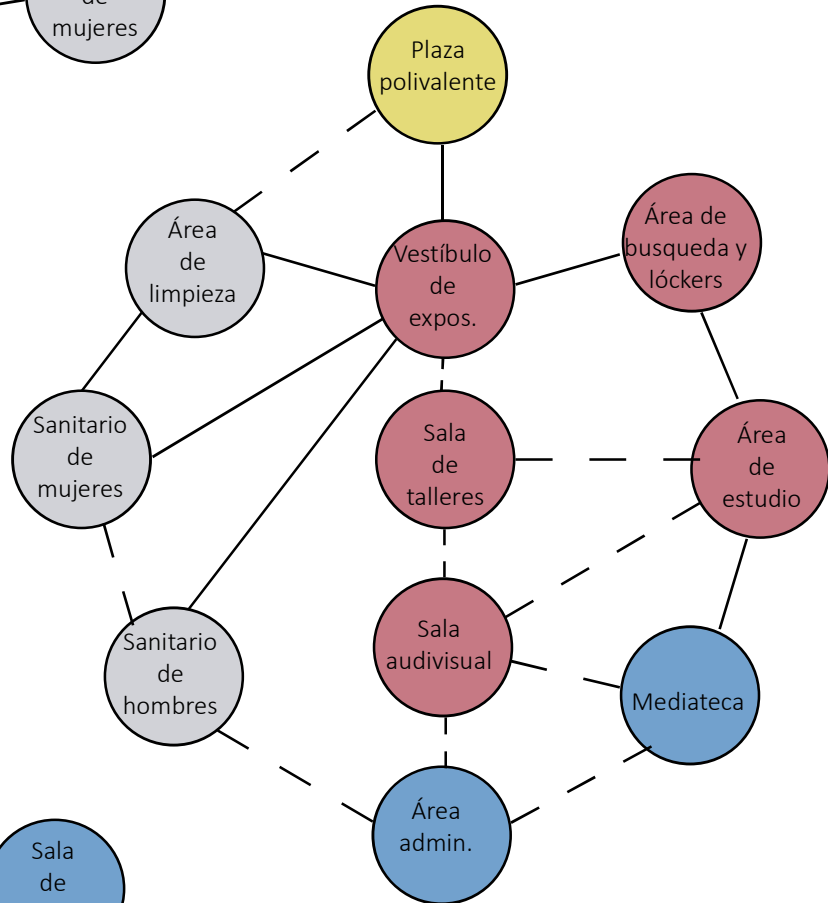 de
mujeres
Plaza
polivalente
Área de
busqueda y
lóckers
Área
de
limpieza
Vestíbulo
de
expos.
Sanitario
de
mujeres
Sala
de
talleres
Área
de
estudio
Sanitario
de
hombres
Sala
audivisual
Mediateca
Área
admin.
Sala
de